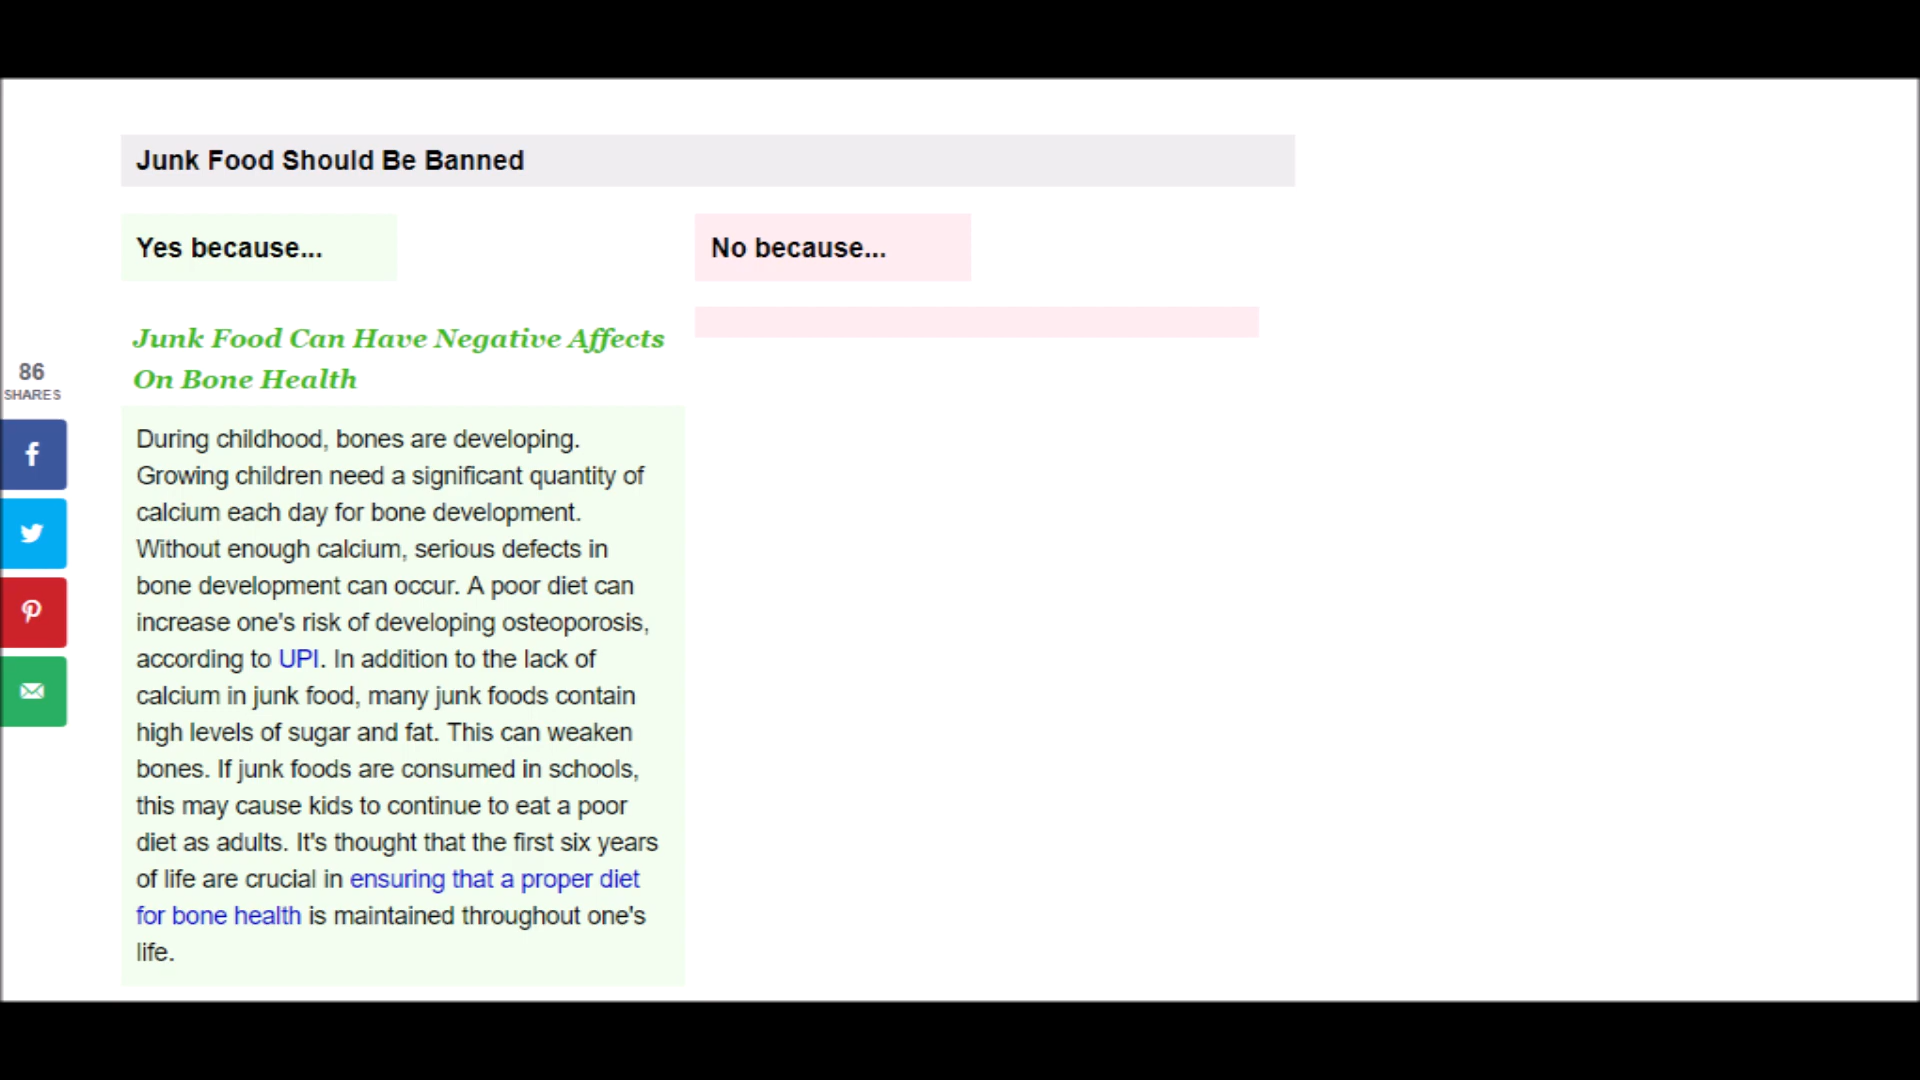 Junk Food Should Be Banned
Yes because...
No because...
Junk Food Can Have Negative Affects
On Bone Health
86
SHARES
During childhood, bones are developing.
Growing children need a significant quantity of
calcium each day for bone development.
Without enough calcium, serious defects in
bone development can occur. A poor diet can
increase one's risk of developing osteoporosis,
according to UPI. In addition to the lack of
calcium in junk food, many junk foods contain
high levels of sugar and fat. This can weaken
bones. If junk foods are consumed in schools,
this may cause kids to continue to eat a poor
diet as adults. It's thought that the first six years
of life are crucial in ensuring that a proper diet
for bone health is maintained throughout one's
life.